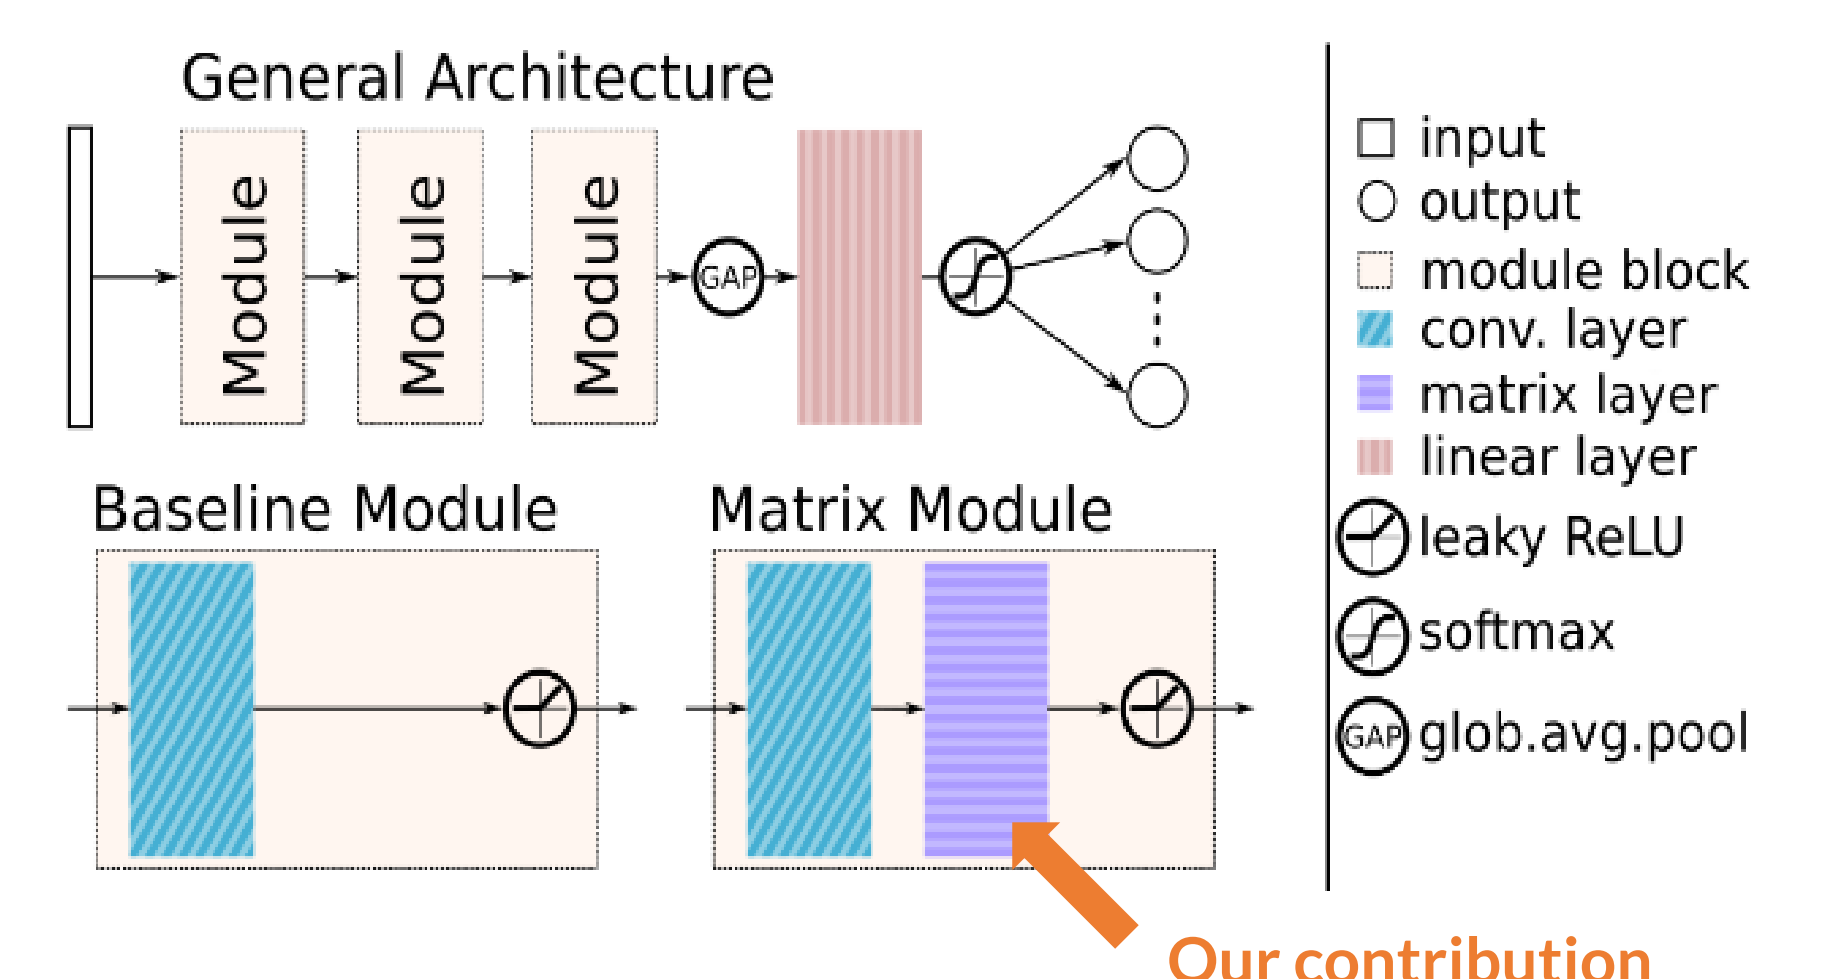 General Architecture
Module
Module
Module
GAP
Baseline Module
Matrix Module
input
output
module block
conv. layer
matrix layer
linear layer
leaky ReLU
softmax
GAP
glob.avg.pool
Our contribution